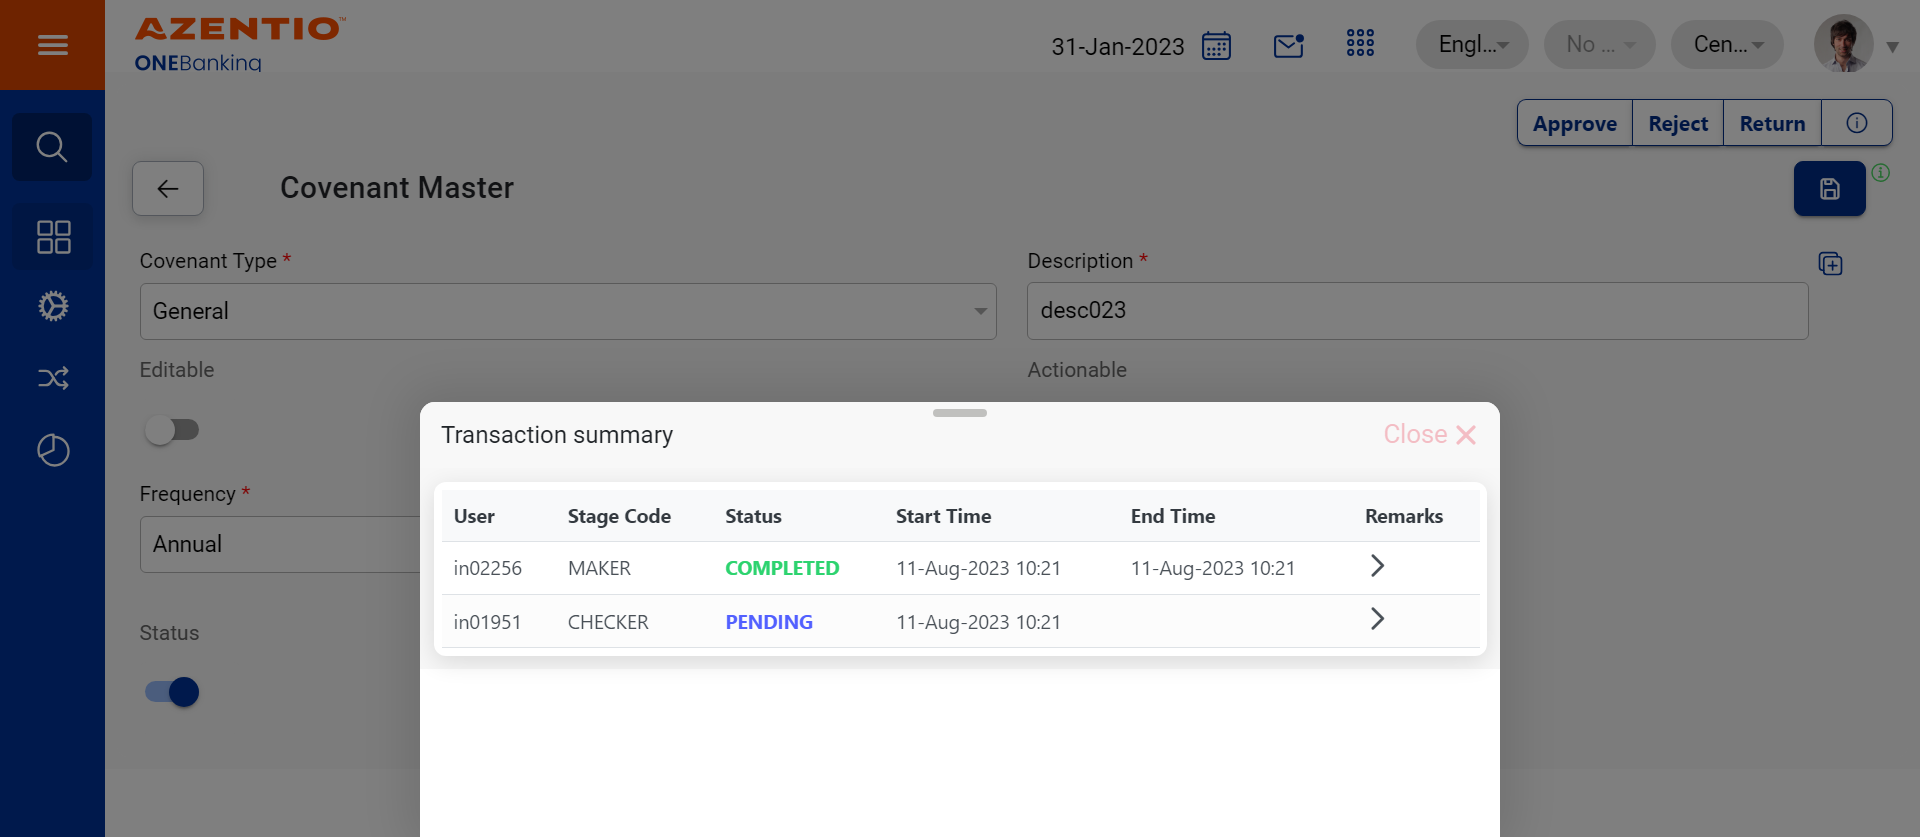 AZENTIO™
ONEBanking
31-Jan-2023
Engl...
No ...
Cen...
Approve
Reject
Return
Covenant Master
Covenant Type *
Description *
General
desc023
Editable
Actionable
Transaction summary
Close
Frequency *
Annual
User Stage Code Status Start Time End Time Remarks
in02256 MAKER COMPLETED 11-Aug-2023 10:21 11-Aug-2023 10:21
in01951 CHECKER PENDING 11-Aug-2023 10:21
Status